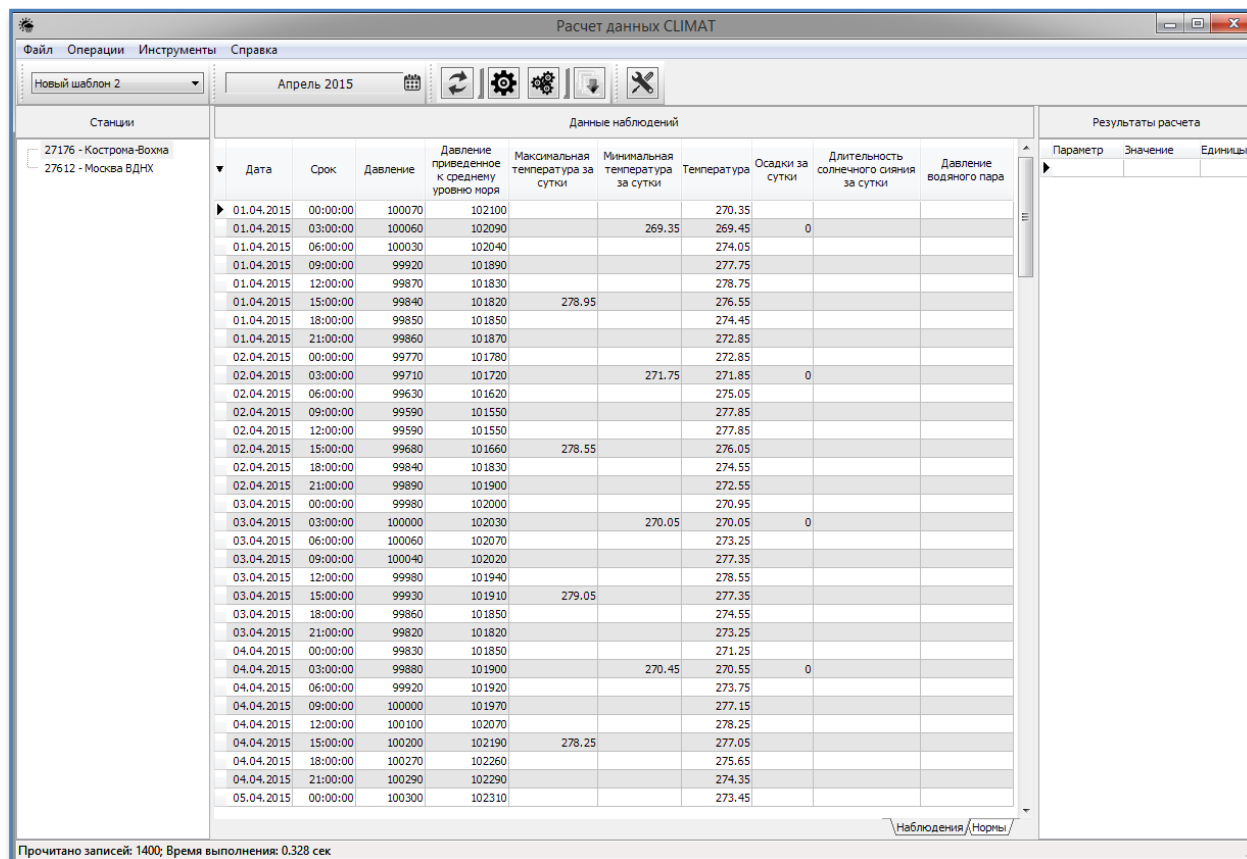 Расчет данных CLIMAT
Файл Операции Инструменты Справка
Новый шаблон 2 Апрель 2015
Станции Данные наблюдений Результаты расчета
27176 - Кострома-Вохма
27612 - Москва ВДНХ
Дата Срок Давление Давление приведенное к среднему уровню моря Максимальная температура за сутки Минимальная температура за сутки Температура Осадки за сутки Длительность солнечного сияния за сутки Давление водяного пара
Параметр Значение Единицы
01.04.2015 00:00:00 100070 102100 270.35
01.04.2015 03:00:00 100060 102090 269.35 269.45 0
01.04.2015 06:00:00 100030 102040 274.05
01.04.2015 09:00:00 99920 101890 277.75
01.04.2015 12:00:00 99870 101830 278.75
01.04.2015 15:00:00 99840 101820 278.95 276.55
01.04.2015 18:00:00 99850 101850 274.45
01.04.2015 21:00:00 99860 101870 272.85
02.04.2015 00:00:00 99770 101780 272.85
02.04.2015 03:00:00 99710 101720 271.75 271.85 0
02.04.2015 06:00:00 99630 101620 275.05
02.04.2015 09:00:00 99590 101550 277.85
02.04.2015 12:00:00 99590 101550 277.85
02.04.2015 15:00:00 99680 101660 278.55 276.05
02.04.2015 18:00:00 99840 101830 274.55
02.04.2015 21:00:00 99890 101900 272.55
03.04.2015 00:00:00 99980 102000 270.95
03.04.2015 03:00:00 100000 102030 270.05 270.05 0
03.04.2015 06:00:00 100060 102070 273.25
03.04.2015 09:00:00 100040 102020 277.35
03.04.2015 12:00:00 99980 101940 278.55
03.04.2015 15:00:00 99930 101910 279.05 277.35
03.04.2015 18:00:00 99860 101850 274.55
03.04.2015 21:00:00 99820 101820 273.25
04.04.2015 00:00:00 99830 101850 271.25
04.04.2015 03:00:00 99880 101900 270.45 270.55 0
04.04.2015 06:00:00 99920 101920 273.75
04.04.2015 09:00:00 100000 101970 277.15
04.04.2015 12:00:00 100100 102070 278.25
04.04.2015 15:00:00 100200 102190 278.25 277.05
04.04.2015 18:00:00 100270 102260 275.65
04.04.2015 21:00:00 100290 102290 274.35
05.04.2015 00:00:00 100300 102310 273.45
Наблюдения Нормы
Прочитано записей: 1400; Время выполнения: 0.328 сек